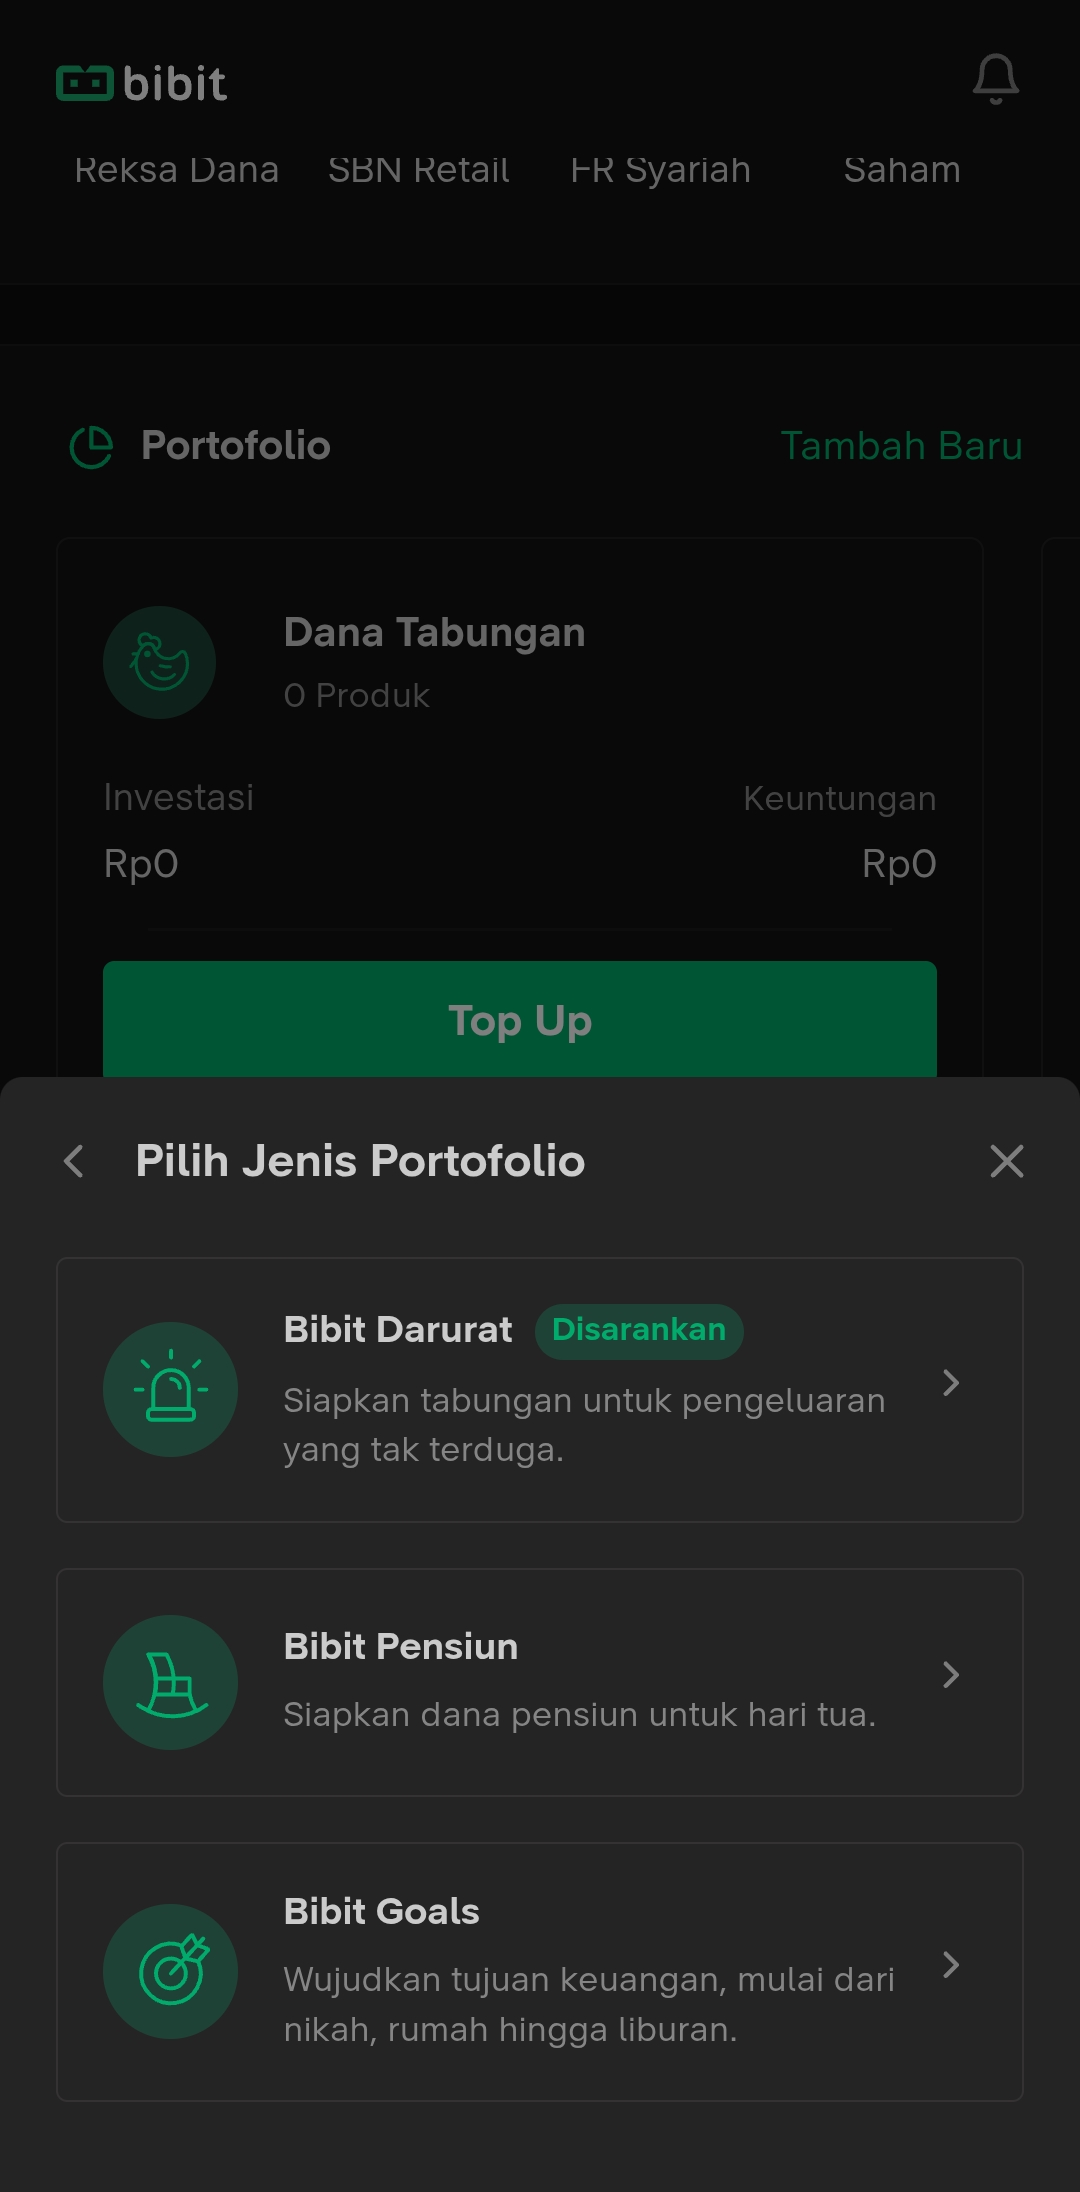 bibit
Reksa Dana SBN Retail FR Syariah Saham
Portofolio Tambah Baru
Dana Tabungan
0 Produk
Investasi Keuntungan
Rp0 Rp0
Top Up
Pilih Jenis Portofolio
Bibit Darurat Disarankan
Siapkan tabungan untuk pengeluaran
yang tak terduga.
Bibit Pensiun
Siapkan dana pensiun untuk hari tua.
Bibit Goals
Wujudkan tujuan keuangan, mulai dari
nikah, rumah hingga liburan.